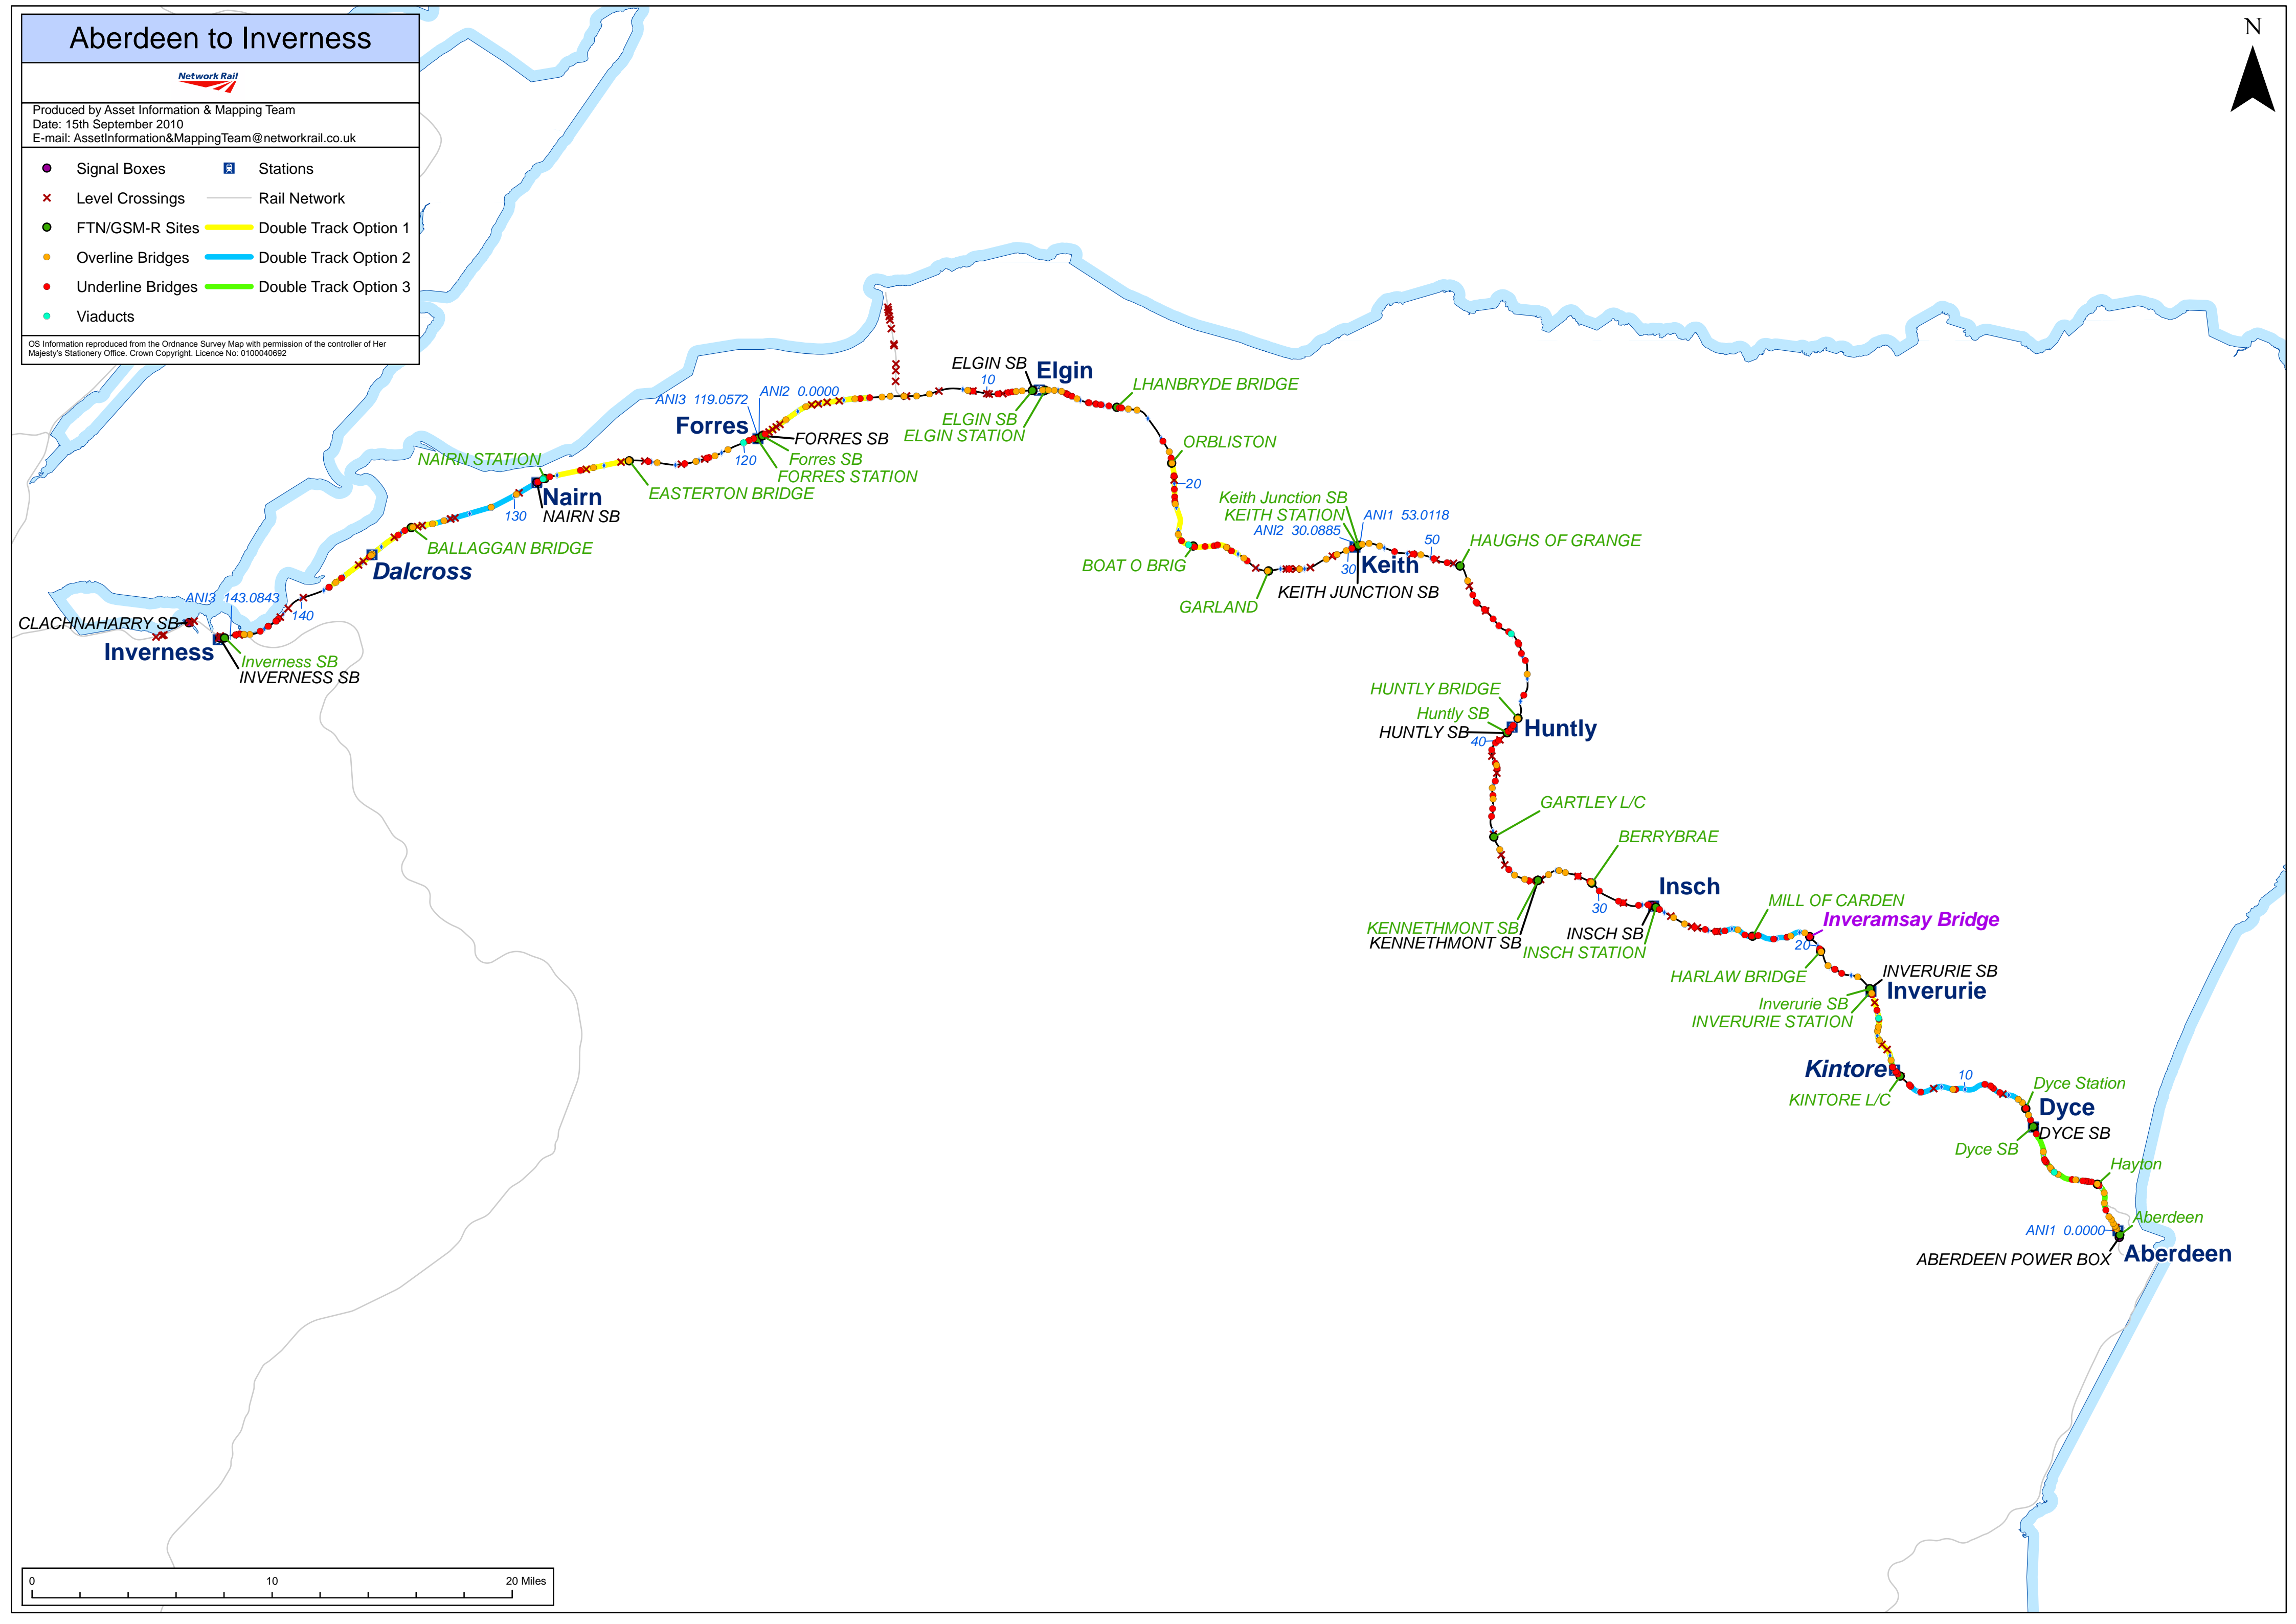 Aberdeen to Inverness
Network Rail
Produced by Asset Information & Mapping Team
Date: 15th September 2010
E-mail: AssetInformation&MappingTeam@networkrail.co.uk
Signal Boxes
Stations
Level Crossings
Rail Network
FTN/GSM-R Sites
Double Track Option 1
Overline Bridges
Double Track Option 2
Underline Bridges
Double Track Option 3
Viaducts
OS Information reproduced from the Ordnance Survey Map with permission of the controller of Her
Majesty's Stationery Office. Crown Copyright. Licence No: 0100040692
N
ELGIN SB
Elgin
10
LHANBRYDE BRIDGE
ANI3 119.0572
ANI2 0.0000
ELGIN SB
ELGIN STATION
Forres
FORRES SB
120
Forres SB
FORRES STATION
ORBLISTON
20
NAIRN STATION
EASTERTON BRIDGE
Nairn
NAIRN SB
130
BALLAGGAN BRIDGE
Dalcross
Keith Junction SB
KEITH STATION
ANI1 53.0118
ANI2 30.0885
50
HAUGHS OF GRANGE
BOAT O BRIG
30
Keith
KEITH JUNCTION SB
GARLAND
ANI3 143.0843
140
CLACHNAHARRY SB
Inverness
Inverness SB
INVERNESS SB
HUNTLY BRIDGE
Huntly SB
HUNTLY SB
Huntly
40
GARTLEY L/C
BERRYBRAE
Insch
30
MILL OF CARDEN
Inveramsay Bridge
KENNETHMONT SB
KENNETHMONT SB
INSCH SB
INSCH STATION
20
HARLAW BRIDGE
INVERURIE SB
Inverurie
Inverurie SB
INVERURIE STATION
Kintore
10
KINTORE L/C
Dyce Station
Dyce
DYCE SB
Dyce SB
Hayton
Aberdeen
ANI1 0.0000
ABERDEEN POWER BOX
Aberdeen
0
10
20 Miles